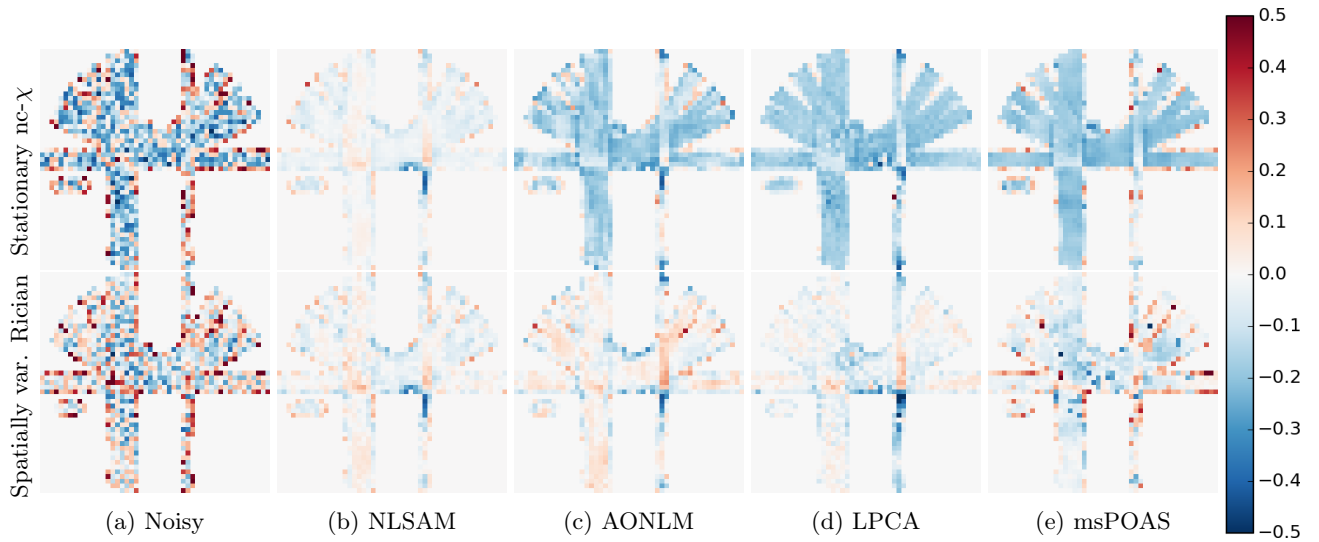 Stationary nc-χ
Spatially var. Rician
(a) Noisy
(b) NLSAM
(c) AONLM
(d) LPCA
(e) msPOAS
0.5
0.4
0.3
0.2
0.1
0.0
−0.1
−0.2
−0.3
−0.4
−0.5